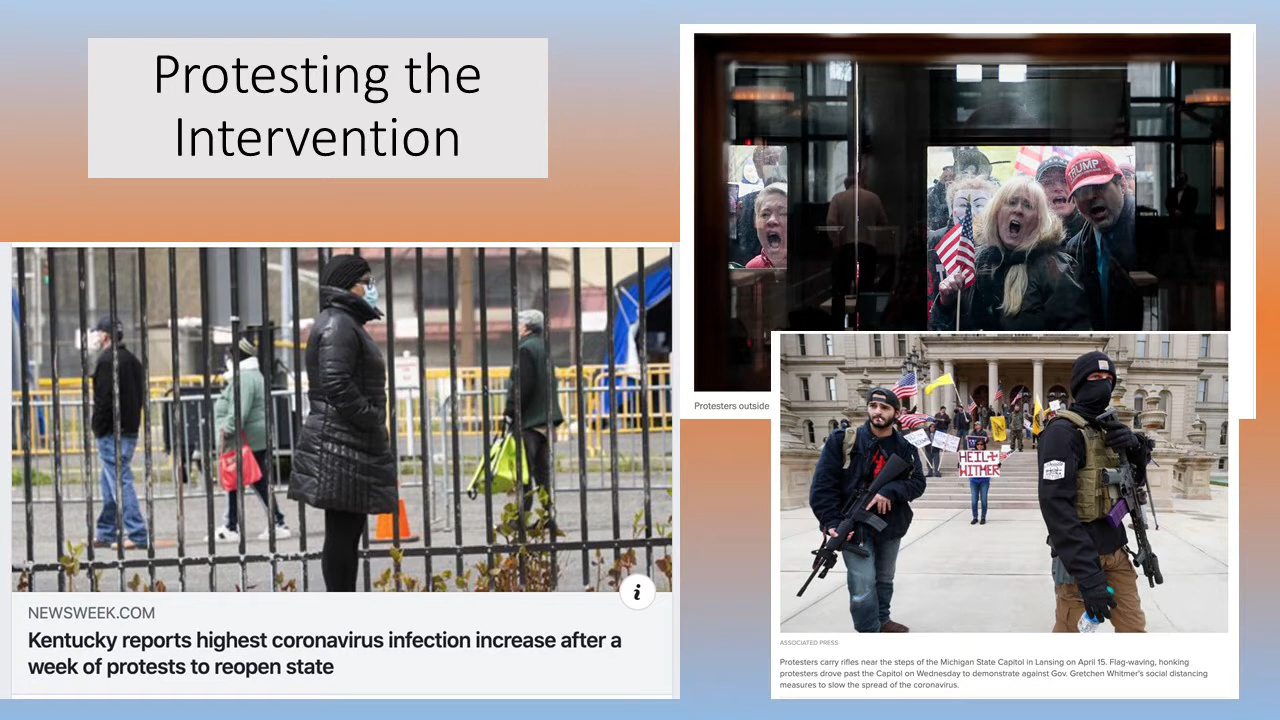 Protesting the
Intervention
TRUMP
Protesters outside
HEIL
WITMER
NEWSWEEK.COM
Kentucky reports highest coronavirus infection increase after a
week of protests to reopen state
ASSOCIATED PRESS
Protesters carry rifles near the steps of the Michigan State Capitol in Lansing on April 15. Flag-waving, honking
protesters drove past the Capitol on Wednesday to demonstrate against Gov. Gretchen Whitmer's social distancing
measures to slow the spread of the coronavirus.